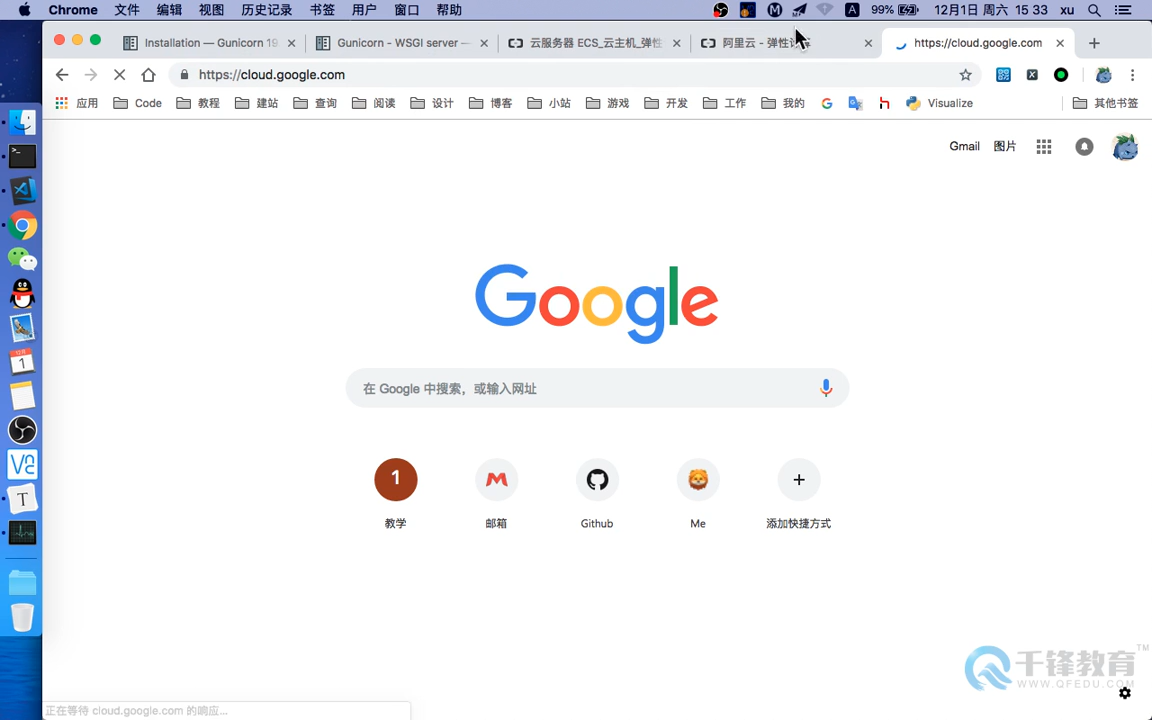 Chrome 文件 编辑 视图 历史记录 书签 用户 窗口 帮助 M A 99% 12月1日 周六 15 33 xu
Installation — Gunicorn 19 Gunicorn - WSGI server — 云服务器 ECS_云主机_弹性 阿里云 - 弹性 https://cloud.google.com
https://cloud.google.com
应用 Code 教程 建站 查询 阅读 设计 博客 小站 游戏 开发 工作 我的 Visualize 其他书签
Gmail 图片
Google
在 Google 中搜索，或输入网址
1
教学 邮箱 Github Me 添加快捷方式
千锋教育 TM
WWW.QFEDU.COM
正在等待 cloud.google.com 的响应...